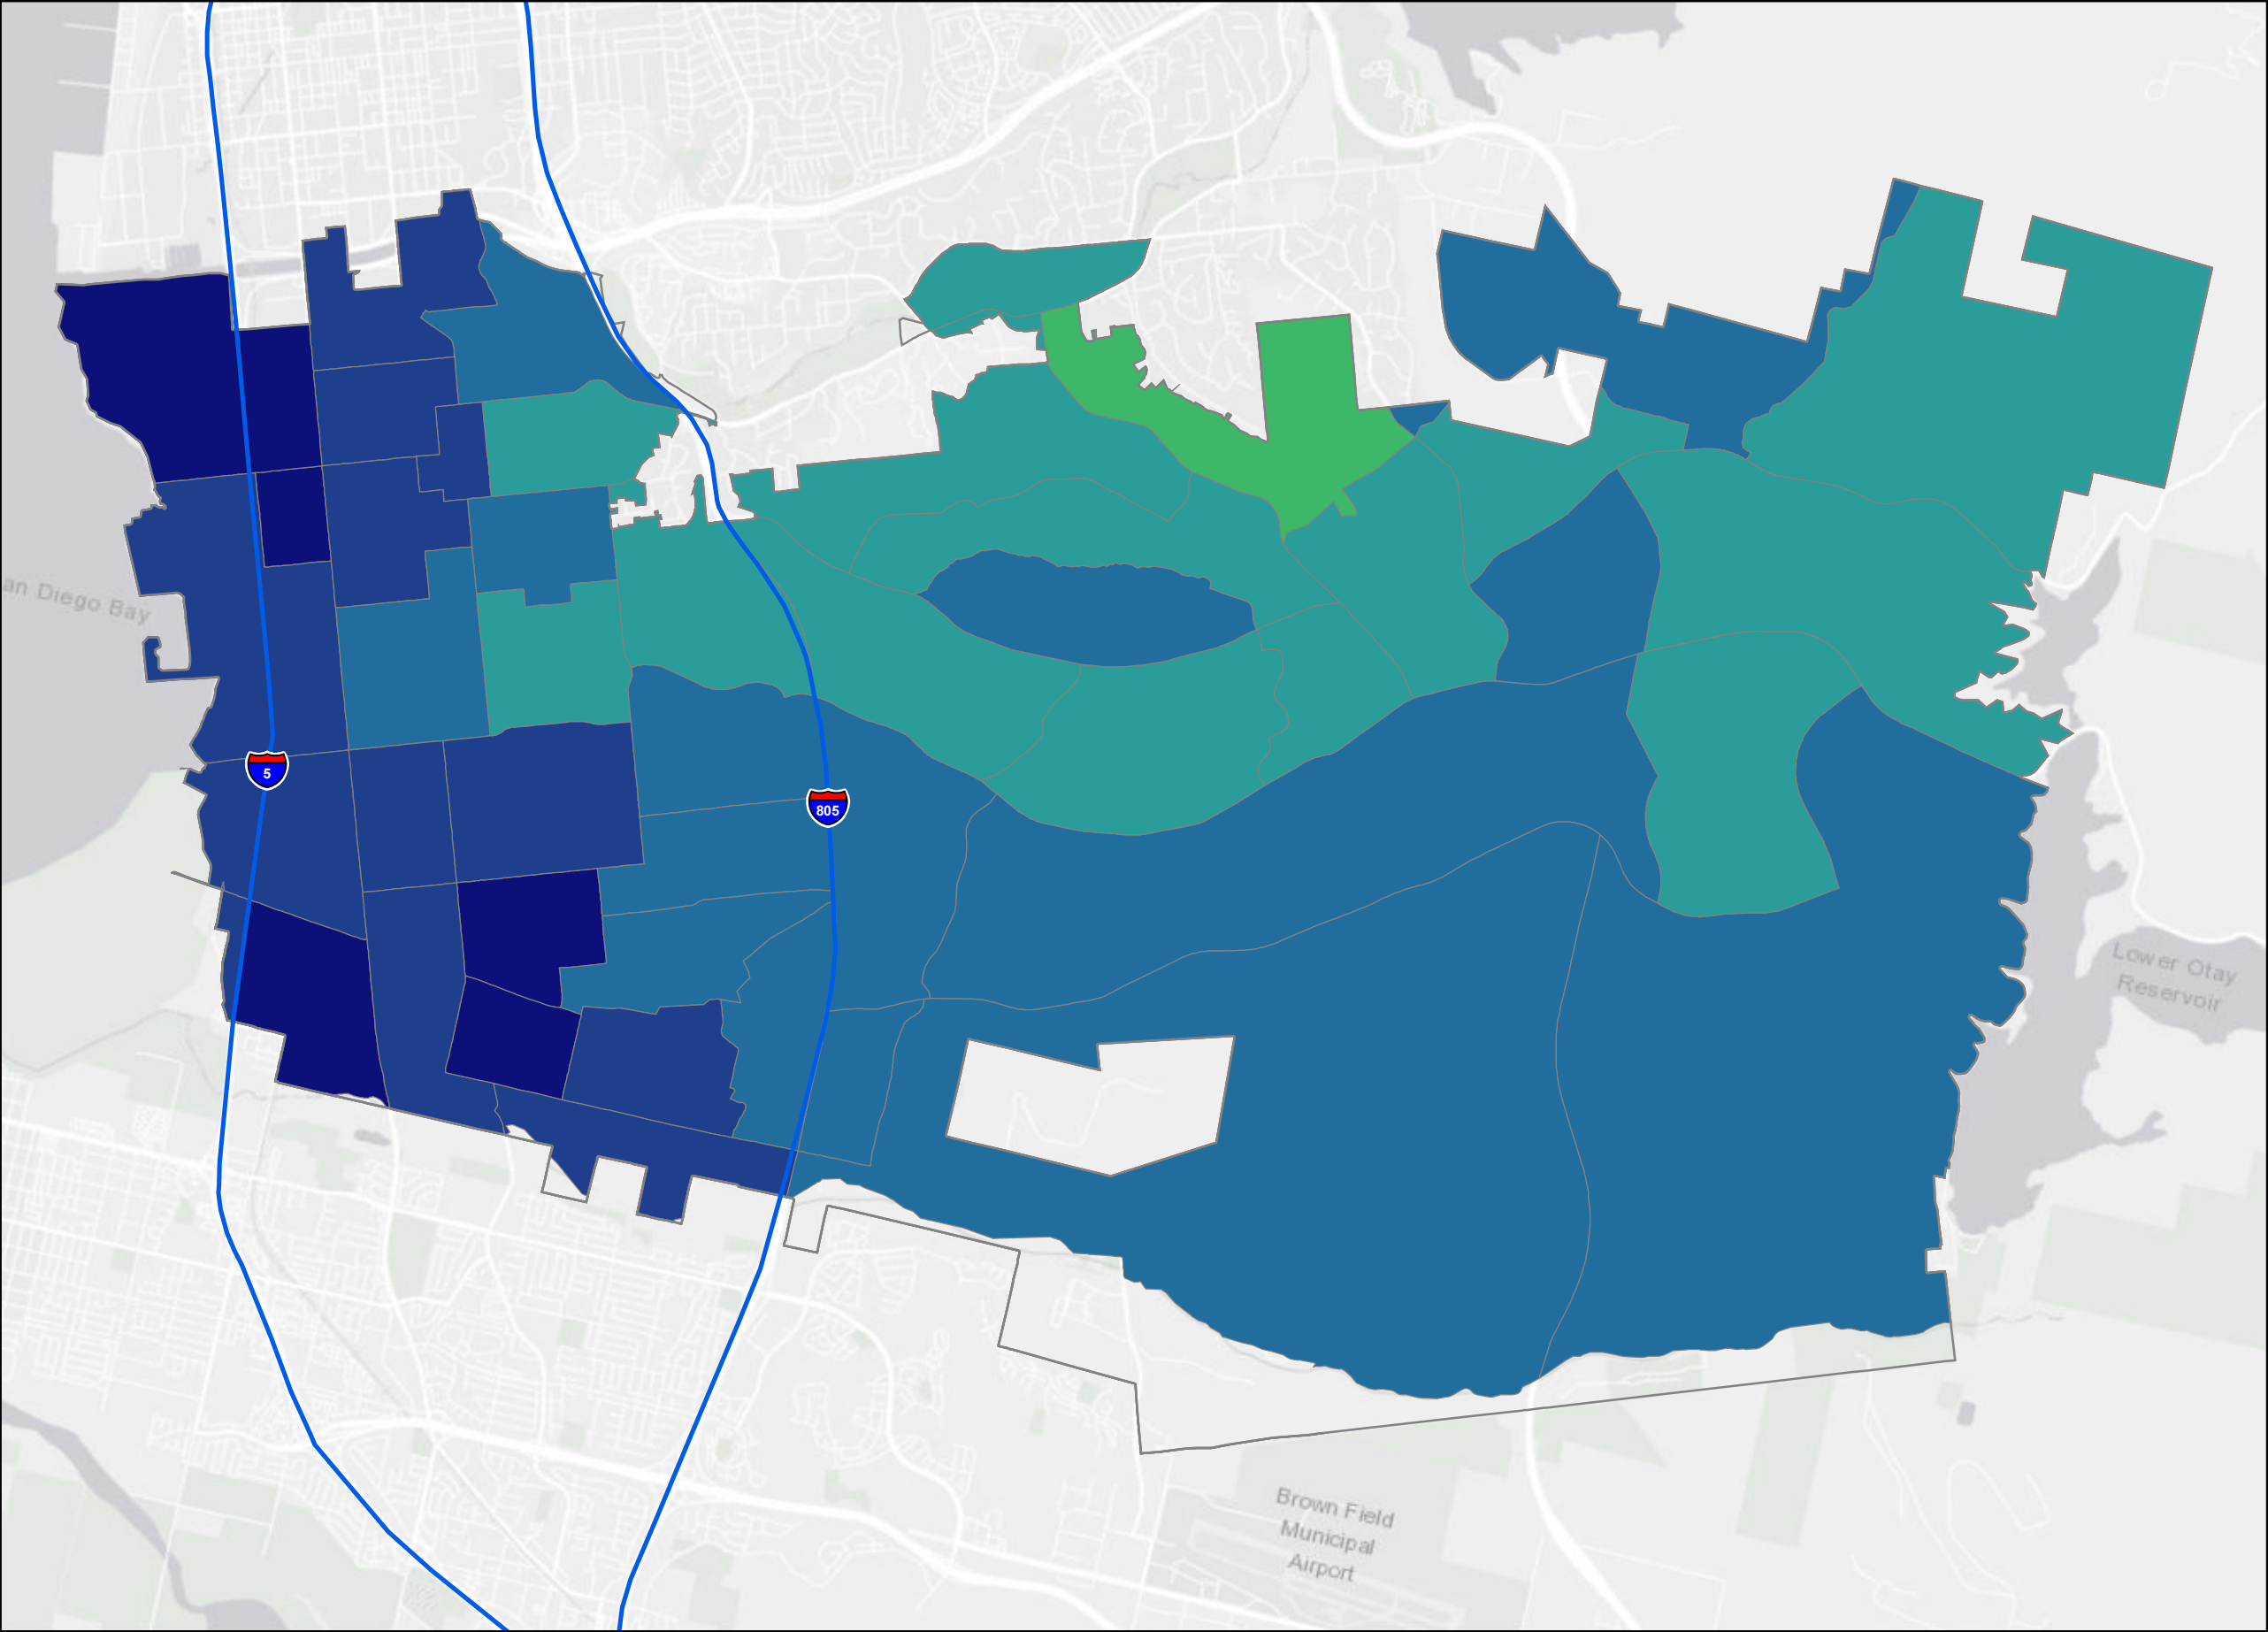 an Diego Bay
5
805
Lower Otay
Reservoir
Brown Field
Municipal
Airport